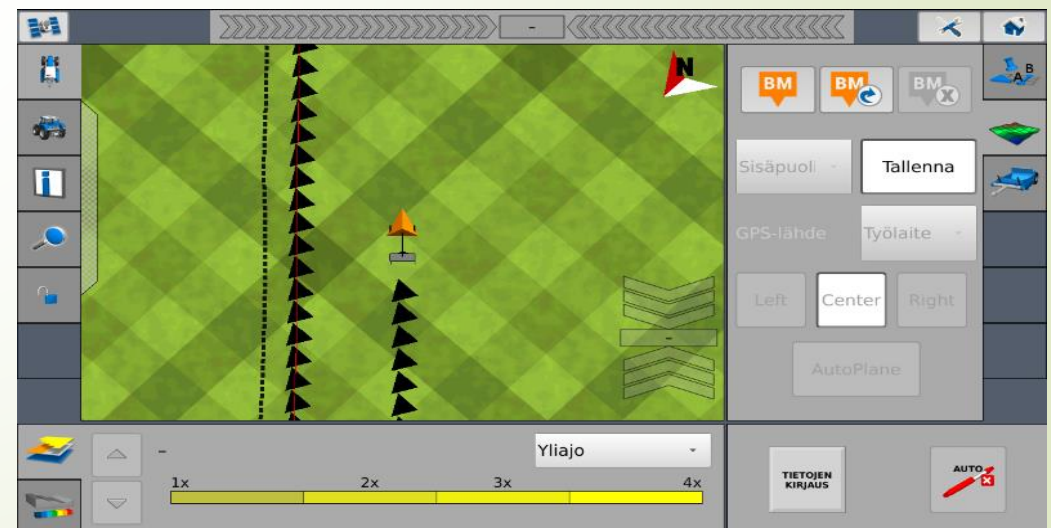 -
N
A B
BM BM BM
Sisäpuoli Tallenna
GPS-lähde Työlaite
Left Center Right
-
AutoPlane
- Yliajo
1x 2x 3x 4x
TIETOJEN
KIRJAUS
AUTO